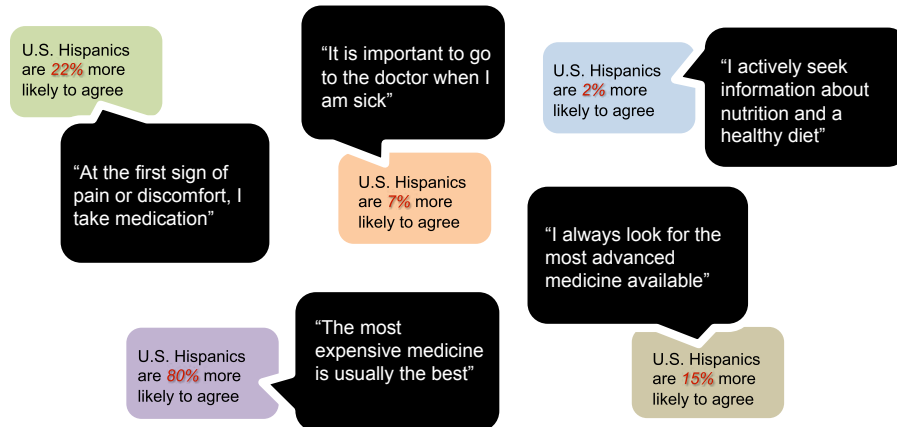 U.S. Hispanics
are 22% more
likely to agree
“At the first sign of
pain or discomfort, I
take medication”
“It is important to go
to the doctor when I
am sick”
U.S. Hispanics
are 7% more
likely to agree
U.S. Hispanics
are 2% more
likely to agree
“I actively seek
information about
nutrition and a
healthy diet”
“I always look for the
most advanced
medicine available”
U.S. Hispanics
are 15% more
likely to agree
U.S. Hispanics
are 80% more
likely to agree
“The most
expensive medicine
is usually the best”